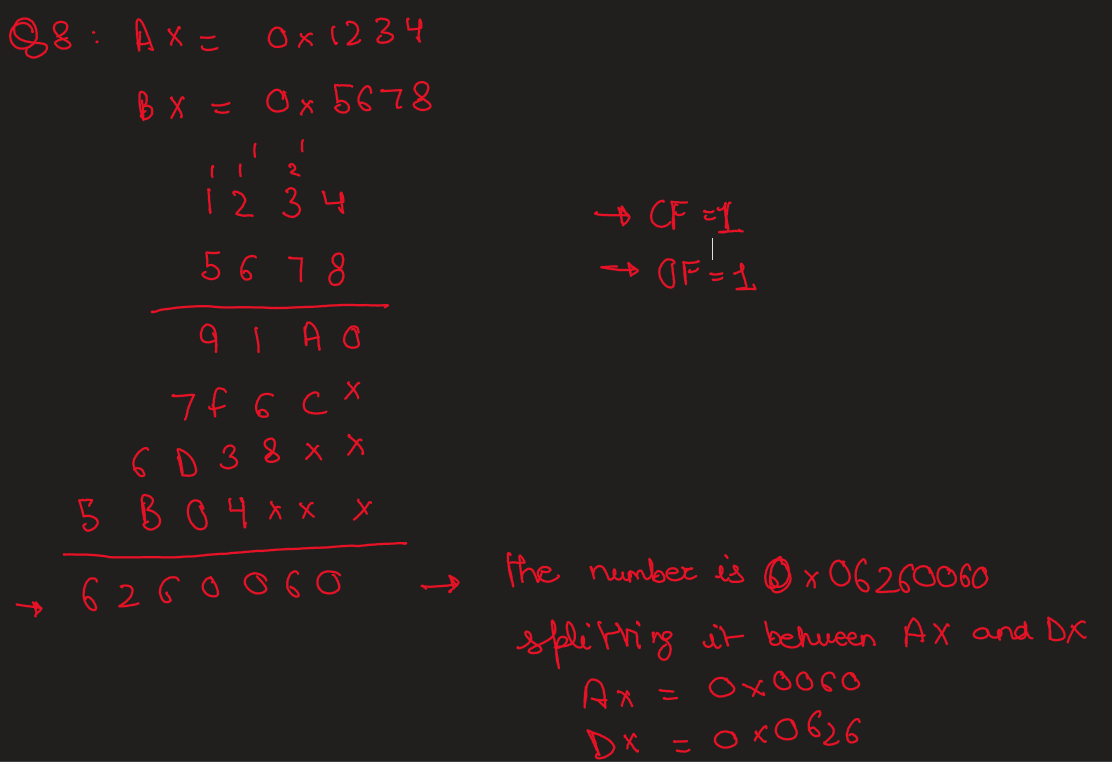 Q8: AX = 0x1234
BX = 0x5678
1 1
1 1 2
1 2 3 4
5 6 7 8
→ CF = 1
→ OF = 1
9 1 A 0
7 F 6 C x
6 D 3 8 x x
5 B 0 4 x x x
→ 6 2 6 0 0 6 0 → The number is 0x06260060
splitting it between AX and DX
AX = 0x0060
DX = 0x0626